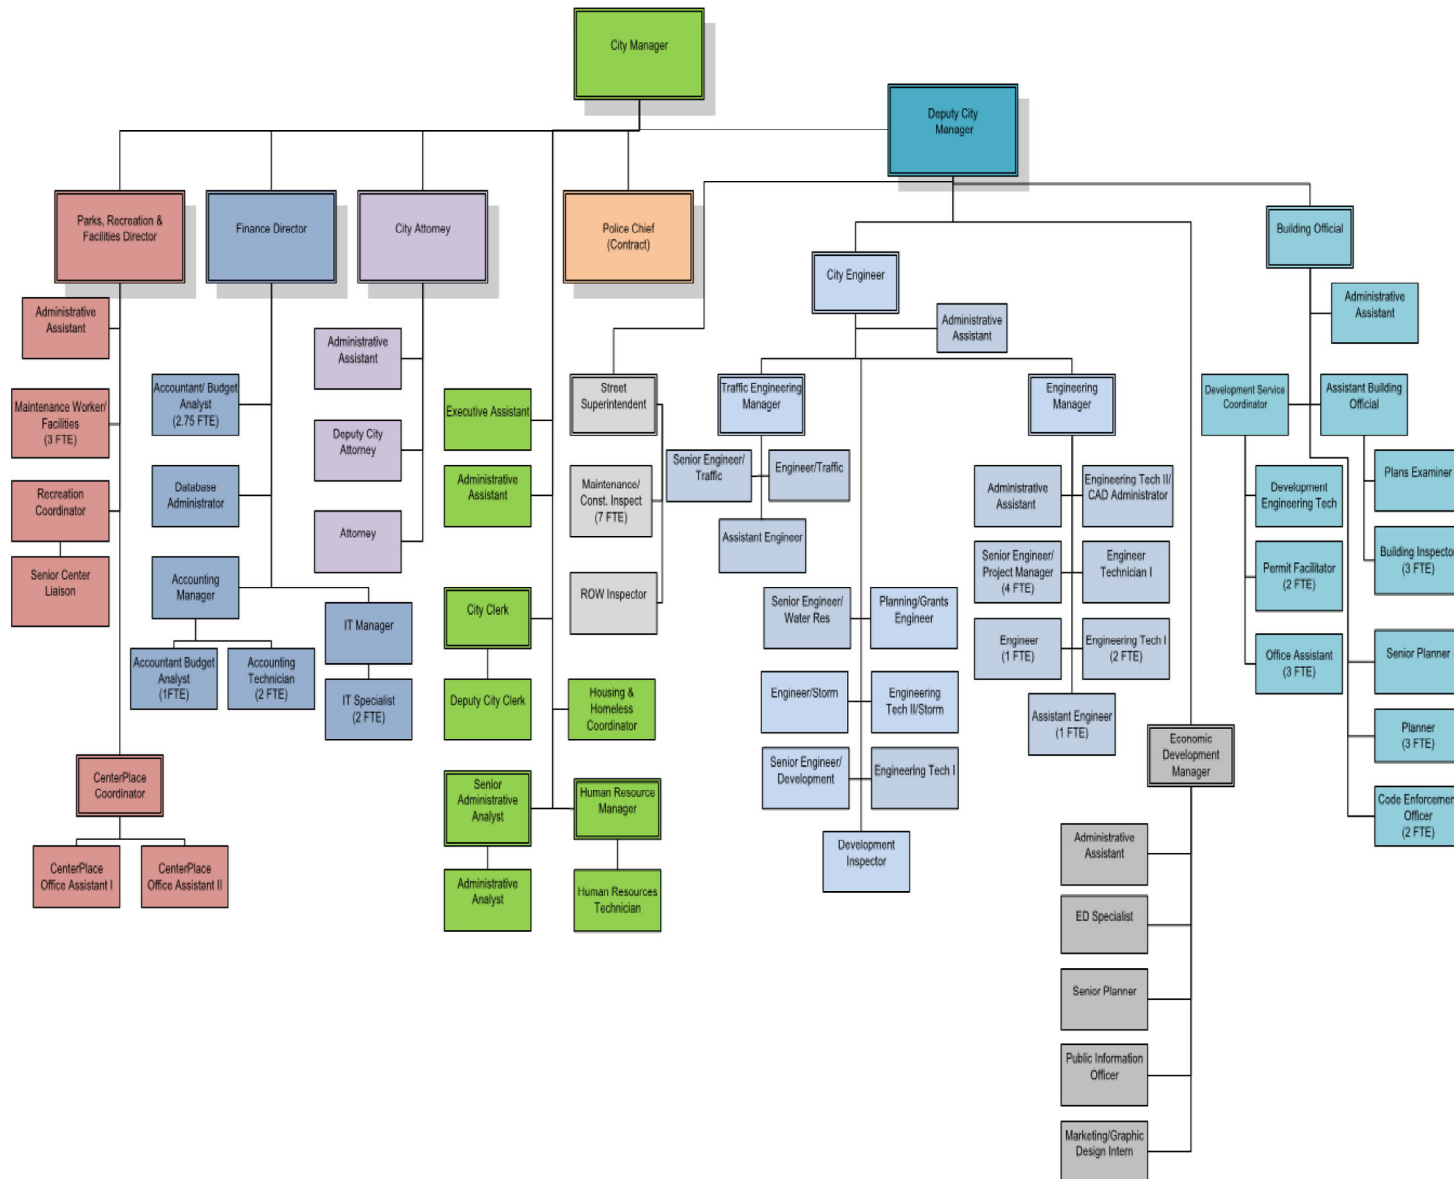 City Manager
Deputy City
Manager
Parks, Recreation &
Facilities Director
Finance Director
City Attorney
Police Chief
(Contract)
Building Official
City Engineer
Administrative
Assistant
Administrative
Assistant
Administrative
Assistant
Administrative
Assistant
Maintenance Worker/
Facilities
(3 FTE)
Accountant/ Budget
Analyst
(2.75 FTE)
Deputy City
Attorney
Executive Assistant
Street
Superintendent
Traffic Engineering
Manager
Engineering
Manager
Development Service
Coordinator
Assistant Building
Official
Recreation
Coordinator
Database
Administrator
Attorney
Administrative
Assistant
Maintenance/
Const. Inspect
(7 FTE)
Senior Engineer/
Traffic
Engineer/Traffic
Assistant Engineer
Administrative
Assistant
Engineering Tech II/
CAD Administrator
Development
Engineering Tech
Plans Examiner
Senior Center
Liaison
Accounting
Manager
IT Manager
City Clerk
ROW Inspector
Senior Engineer/
Water Res
Planning/Grants
Engineer
Senior Engineer/
Project Manager
(4 FTE)
Engineer
Technician I
Permit Facilitator
(2 FTE)
Building Inspector
(3 FTE)
Accountant Budget
Analyst
(1FTE)
Accounting
Technician
(2 FTE)
IT Specialist
(2 FTE)
Deputy City Clerk
Housing &
Homeless
Coordinator
Engineer/Storm
Engineering
Tech II/Storm
Engineer
(1 FTE)
Engineering Tech I
(2 FTE)
Office Assistant
(3 FTE)
Senior Planner
Assistant Engineer
(1 FTE)
Economic
Development
Manager
Planner
(3 FTE)
CenterPlace
Coordinator
Senior
Administrative
Analyst
Human Resource
Manager
Senior Engineer/
Development
Engineering Tech I
Code Enforcement
Officer
(2 FTE)
CenterPlace
Office Assistant I
CenterPlace
Office Assistant II
Administrative
Analyst
Human Resources
Technician
Development
Inspector
Administrative
Assistant
ED Specialist
Senior Planner
Public Information
Officer
Marketing/Graphic
Design Intern